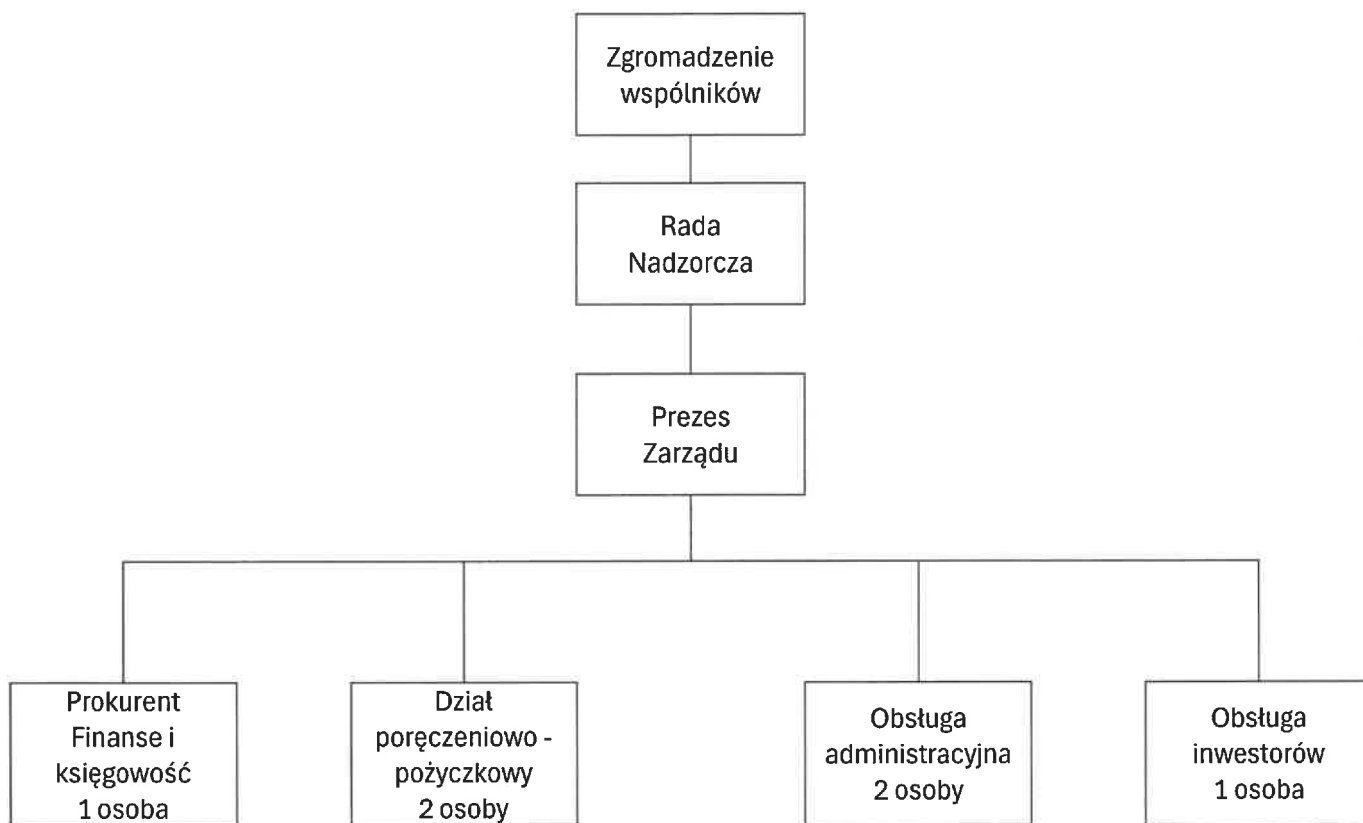 Zgromadzenie
wspólników
Rada
Nadzorcza
Prezes
Zarządu
Prokurent
Finanse i
księgowość
1 osoba
Dział
poręczeniowo -
pożyczkowy
2 osoby
Obsługa
administracyjna
2 osoby
Obsługa
inwestorów
1 osoba